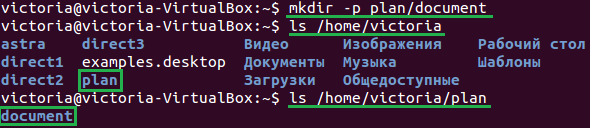 victoria@victoria-VirtualBox:~$ mkdir -p plan/document
victoria@victoria-VirtualBox:~$ ls /home/victoria
astra direct3 Видео Изображения Рабочий стол
direct1 examples.desktop Документы Музыка Шаблоны
direct2 plan Загрузки Общедоступные
victoria@victoria-VirtualBox:~$ ls /home/victoria/plan
document